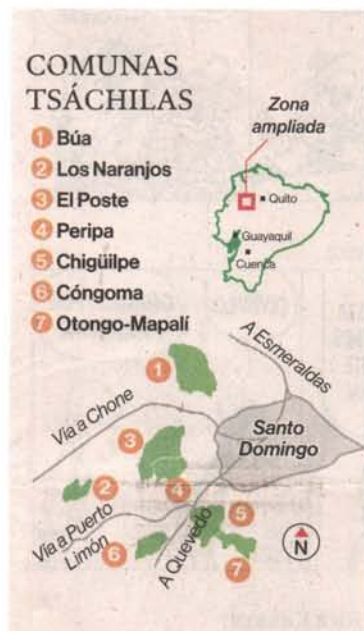 COMUNAS
TSÁCHILAS
1 Búa
2 Los Naranjos
3 El Poste
4 Peripa
5 Chigüilpe
6 Cóngoma
7 Otongo-Mapalí
Zona
ampliada
Quito
Guayaquil
Cuenca
1
A Esmeraldas
Vía a Chone
3
Santo
Domingo
2
4
5
Vía a Puerto
Limón
6
A Quevedo
7
N